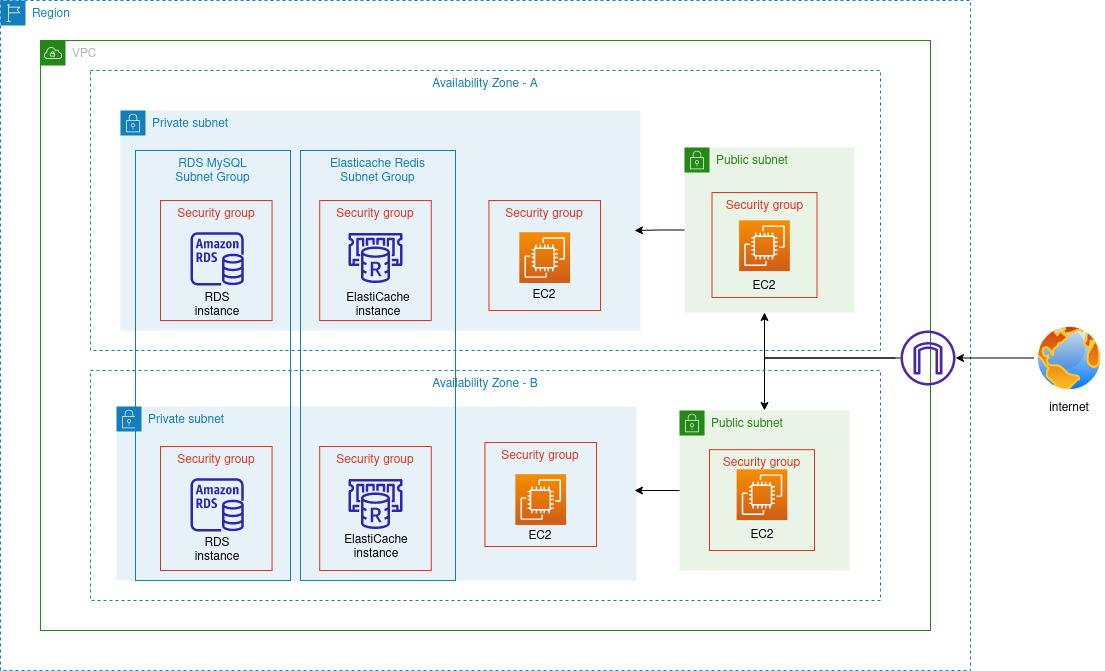 Region
VPC
Availability Zone - A
Private subnet
RDS MySQL
Subnet Group
Elasticache Redis
Subnet Group
Security group
Amazon
RDS
RDS
instance
Security group
R
ElastiCache
instance
Security group
EC2
Public subnet
Security group
EC2
internet
Availability Zone - B
Private subnet
Security group
Amazon
RDS
RDS
instance
Security group
R
ElastiCache
instance
Security group
EC2
Public subnet
Security group
EC2